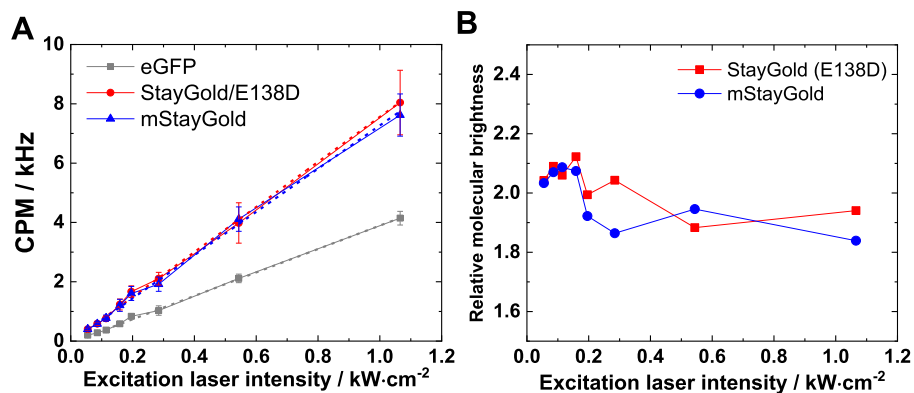 A
10
8
6
4
2
0
CPM / kHz
eGFP
StayGold/E138D
mStayGold
0.0 0.2 0.4 0.6 0.8 1.0 1.2
Excitation laser intensity / kW·cm⁻²
B
2.4
2.2
2.0
1.8
1.6
Relative molecular brightness
StayGold (E138D)
mStayGold
0.0 0.2 0.4 0.6 0.8 1.0 1.2
Excitation laser intensity / kW·cm⁻²